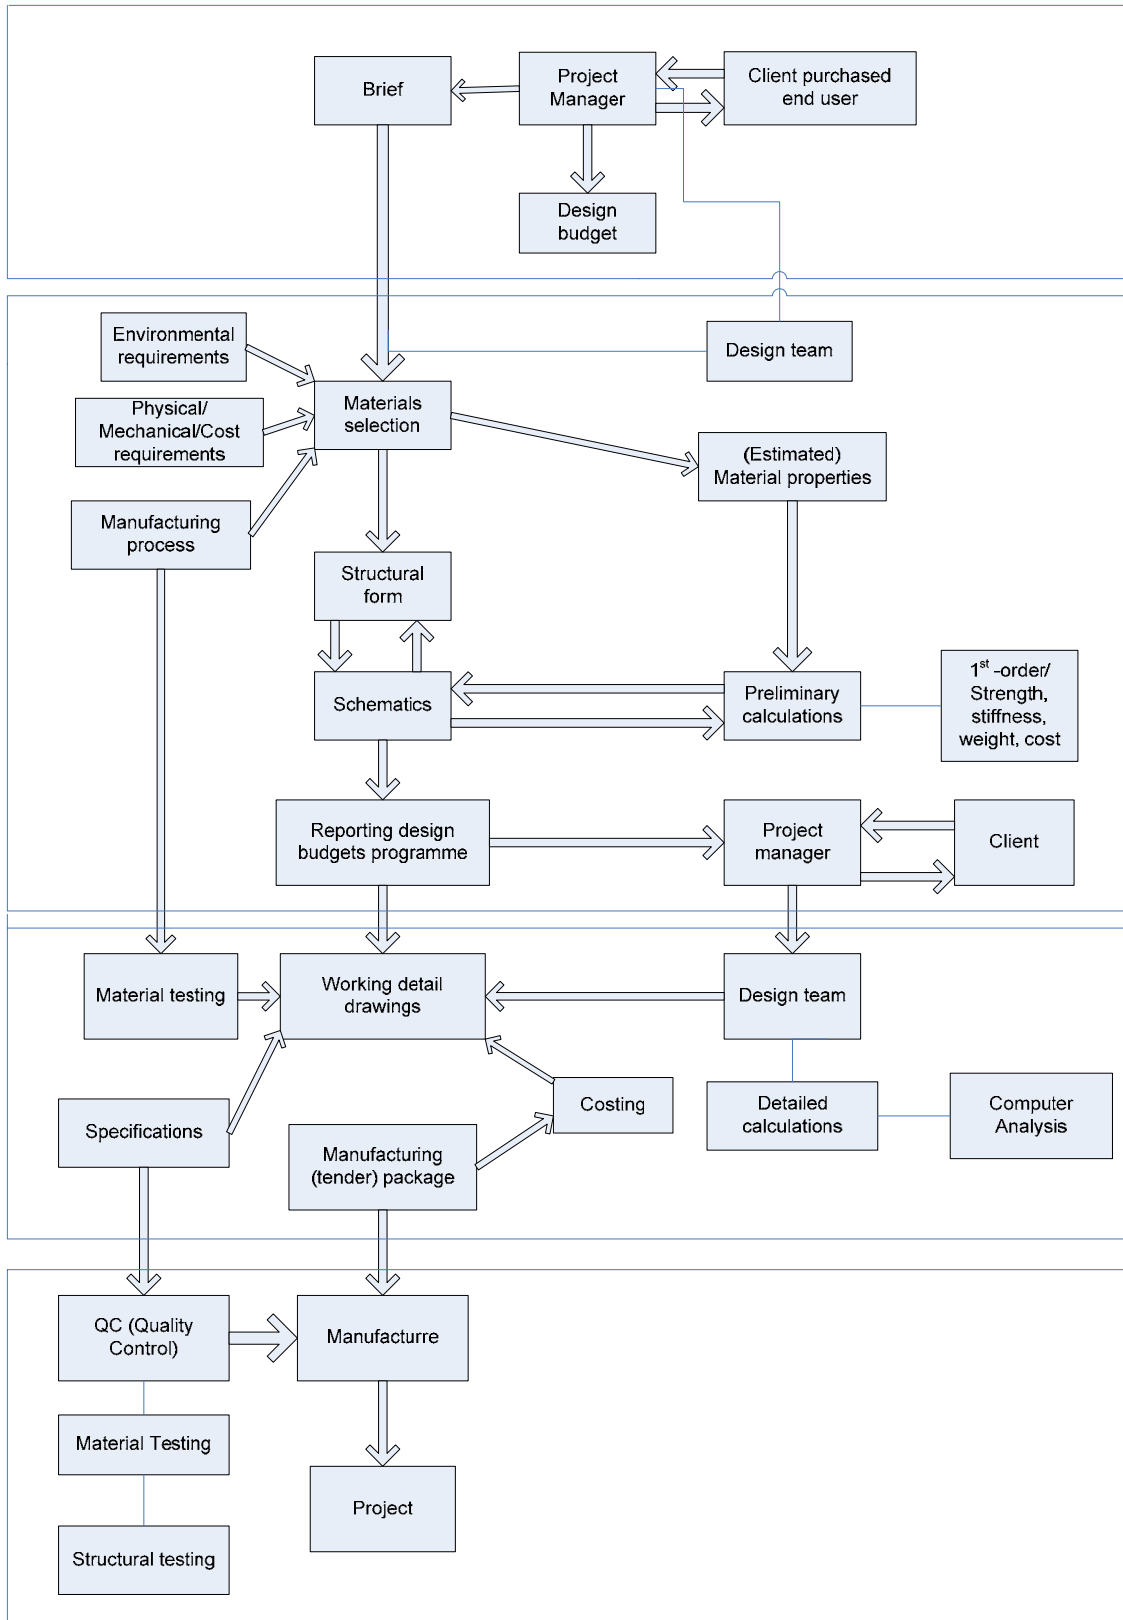 Brief
Project
Manager
Client purchased
end user
Design
budget
Environmental
requirements
Design team
Physical/
Mechanical/Cost
requirements
Materials
selection
(Estimated)
Material properties
Manufacturing
process
Structural
form
Schematics
Preliminary
calculations
1st -order/
Strength,
stiffness,
weight, cost
Reporting design
budgets programme
Project
manager
Client
Material testing
Working detail
drawings
Design team
Specifications
Costing
Detailed
calculations
Computer
Analysis
Manufacturing
(tender) package
QC (Quality
Control)
Manufacturre
Material Testing
Project
Structural testing